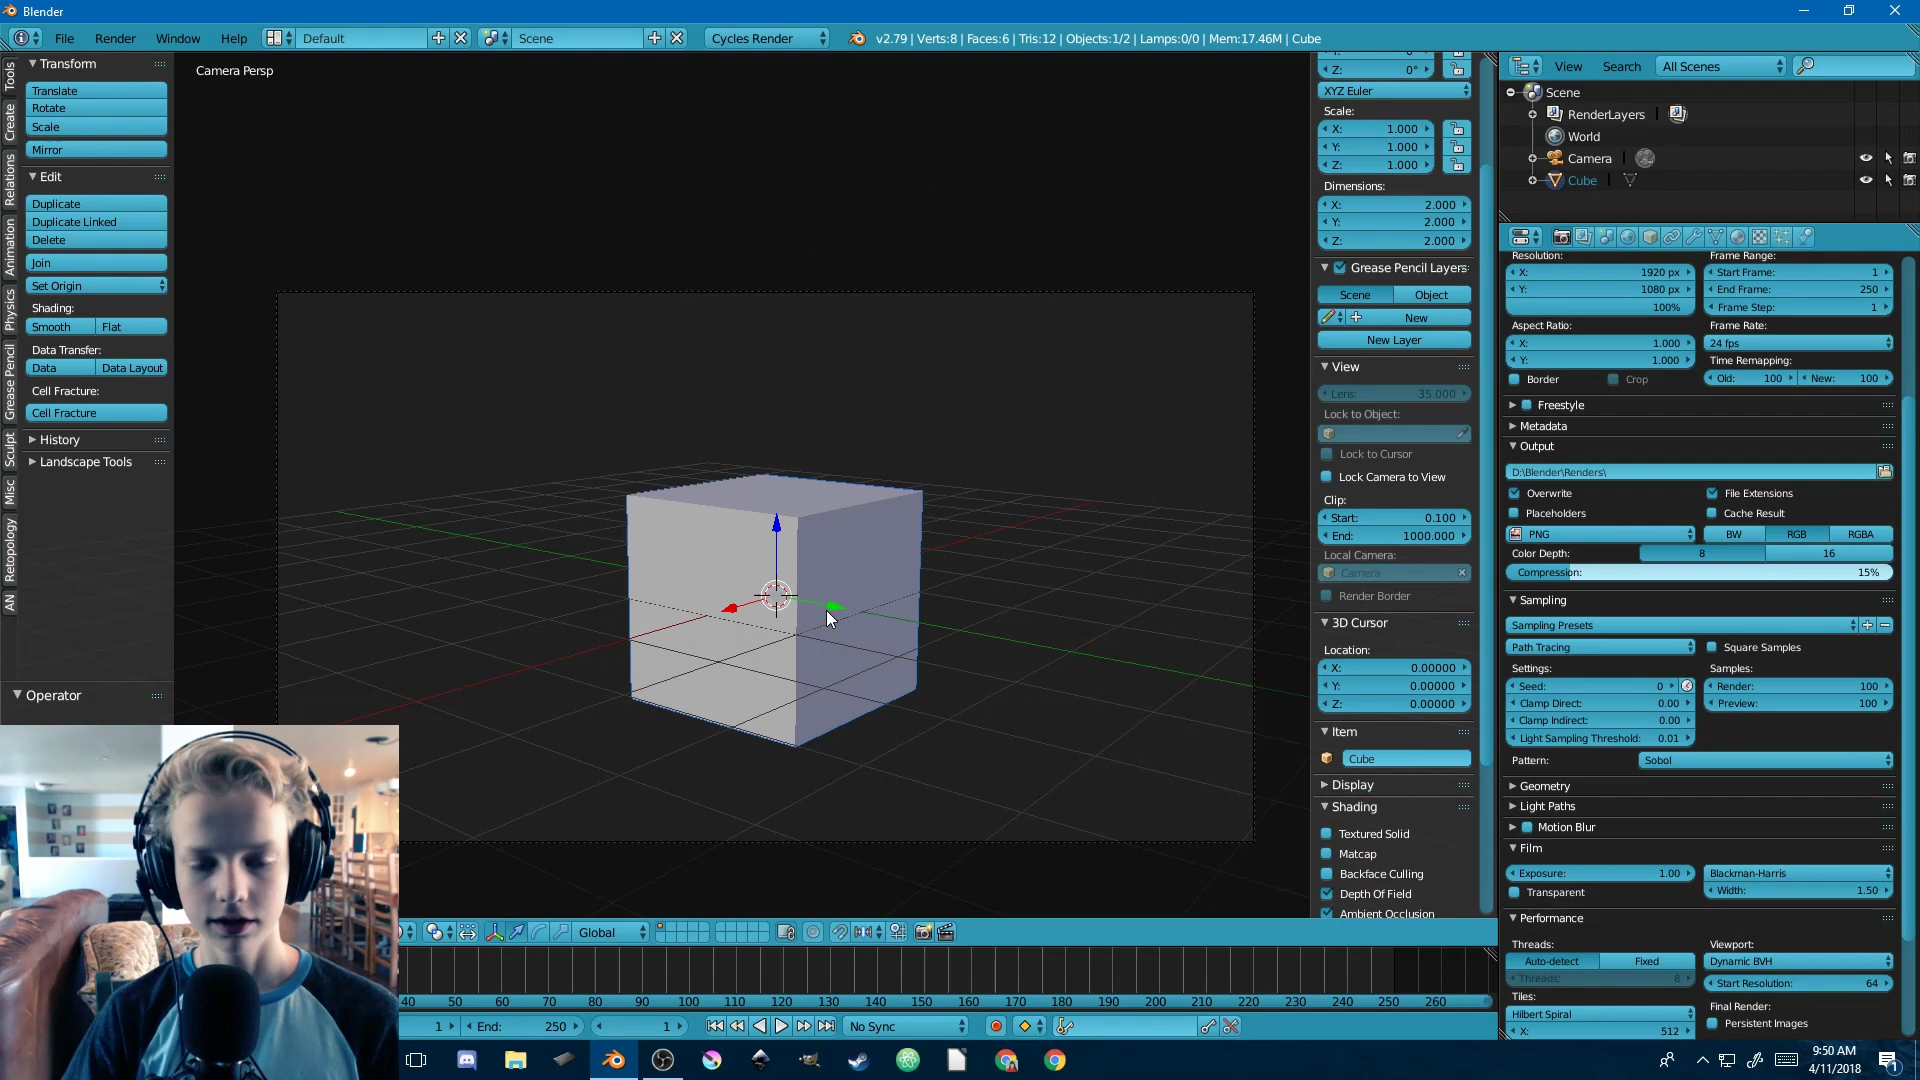 Blender
File Render Window Help Default Scene Cycles Render v2.79 | Verts:8 | Faces:6 | Tris:12 | Objects:1/2 | Lamps:0/0 | Mem:17.46M | Cube
Tools
Create
Relations
Animation
Physics
Grease Pencil
Sculpt
Misc
Retopology
AN
Transform
Translate
Rotate
Scale
Mirror
Edit
Duplicate
Duplicate Linked
Delete
Join
Set Origin
Shading:
Smooth Flat
Data Transfer:
Data Data Layout
Cell Fracture:
Cell Fracture
History
Landscape Tools
Operator
Camera Persp
Z: 0°
XYZ Euler
Scale:
X: 1.000
Y: 1.000
Z: 1.000
Dimensions:
X: 2.000
Y: 2.000
Z: 2.000
Grease Pencil Layers
Scene Object
New
New Layer
View
Lens: 35.000
Lock to Object:
Lock to Cursor
Lock Camera to View
Clip:
Start: 0.100
End: 1000.000
Local Camera:
Camera
Render Border
3D Cursor
Location:
X: 0.00000
Y: 0.00000
Z: 0.00000
Item
Cube
Display
Shading
Textured Solid
Matcap
Backface Culling
Depth Of Field
Ambient Occlusion
View Search All Scenes
Scene
RenderLayers
World
Camera
Cube
Resolution: Frame Range:
X: 1920 px Start Frame: 1
Y: 1080 px End Frame: 250
100% Frame Step: 1
Aspect Ratio: Frame Rate:
X: 1.000 24 fps
Y: 1.000 Time Remapping:
Border Crop Old: 100 New: 100
Freestyle
Metadata
Output
D:\Blender\Renders\
Overwrite File Extensions
Placeholders Cache Result
PNG BW RGB RGBA
Color Depth: 8 16
Compression: 15%
Sampling
Sampling Presets
Path Tracing Square Samples
Settings: Samples:
Seed: 0 Render: 100
Clamp Direct: 0.00 Preview: 100
Clamp Indirect: 0.00
Light Sampling Threshold: 0.01
Pattern: Sobol
Geometry
Light Paths
Motion Blur
Film
Exposure: 1.00 Blackman-Harris
Transparent Width: 1.50
Performance
Threads: Viewport:
Auto-detect Fixed Dynamic BVH
Threads: 8 Start Resolution: 64
Tiles: Final Render:
Hilbert Spiral Persistent Images
X: 512
Global
40 50 60 70 80 90 100 110 120 130 140 150 160 170 180 190 200 210 220 230 240 250 260
1 End: 250 1 No Sync
9:50 AM
4/11/2018
1